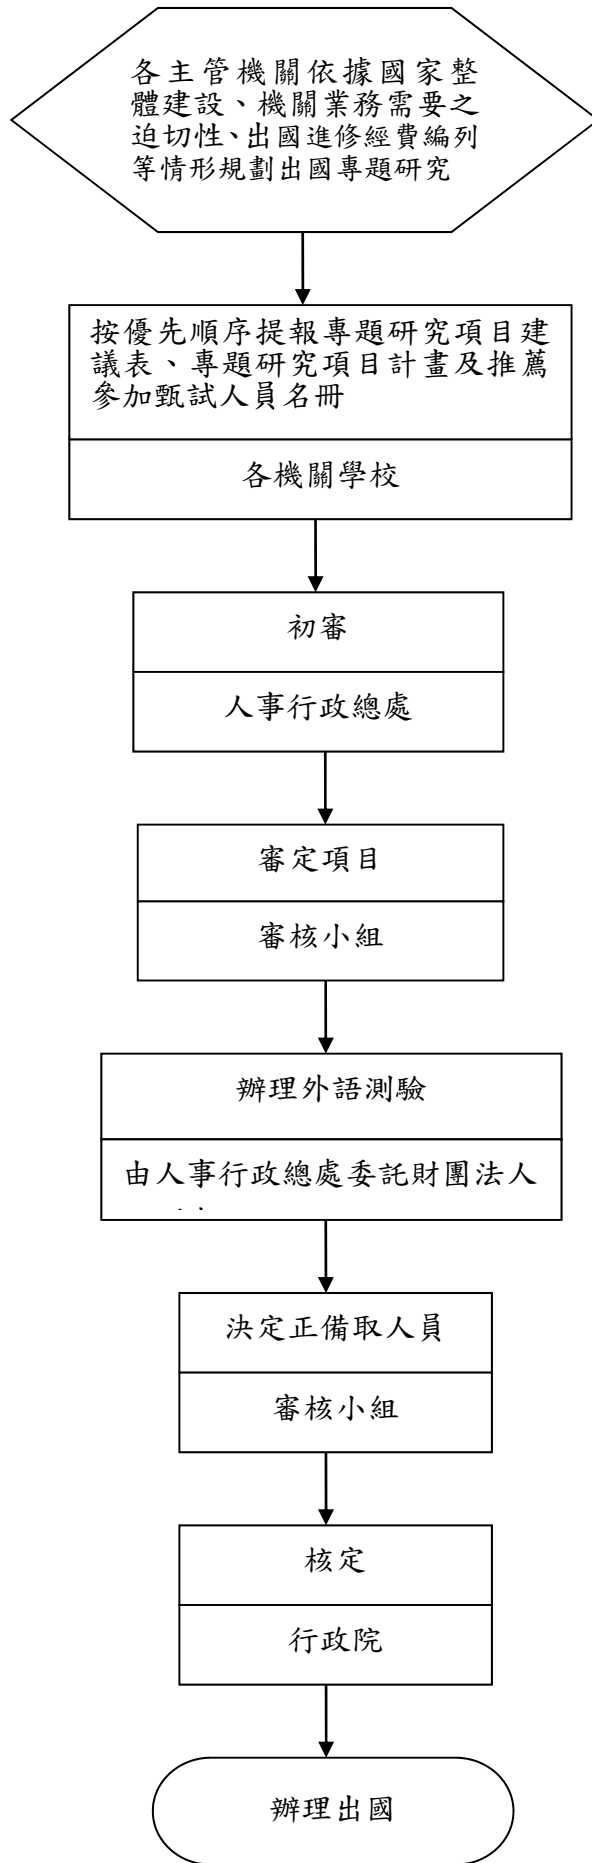 各主管機關依據國家整
體建設、機關業務需要之
迫切性、出國進修經費編列
等情形規劃出國專題研究
按優先順序提報專題研究項目建
議表、專題研究項目計畫及推薦
參加甄試人員名冊
各機關學校
初審
人事行政總處
審定項目
審核小組
辦理外語測驗
由人事行政總處委託財團法人
決定正備取人員
審核小組
核定
行政院
辦理出國